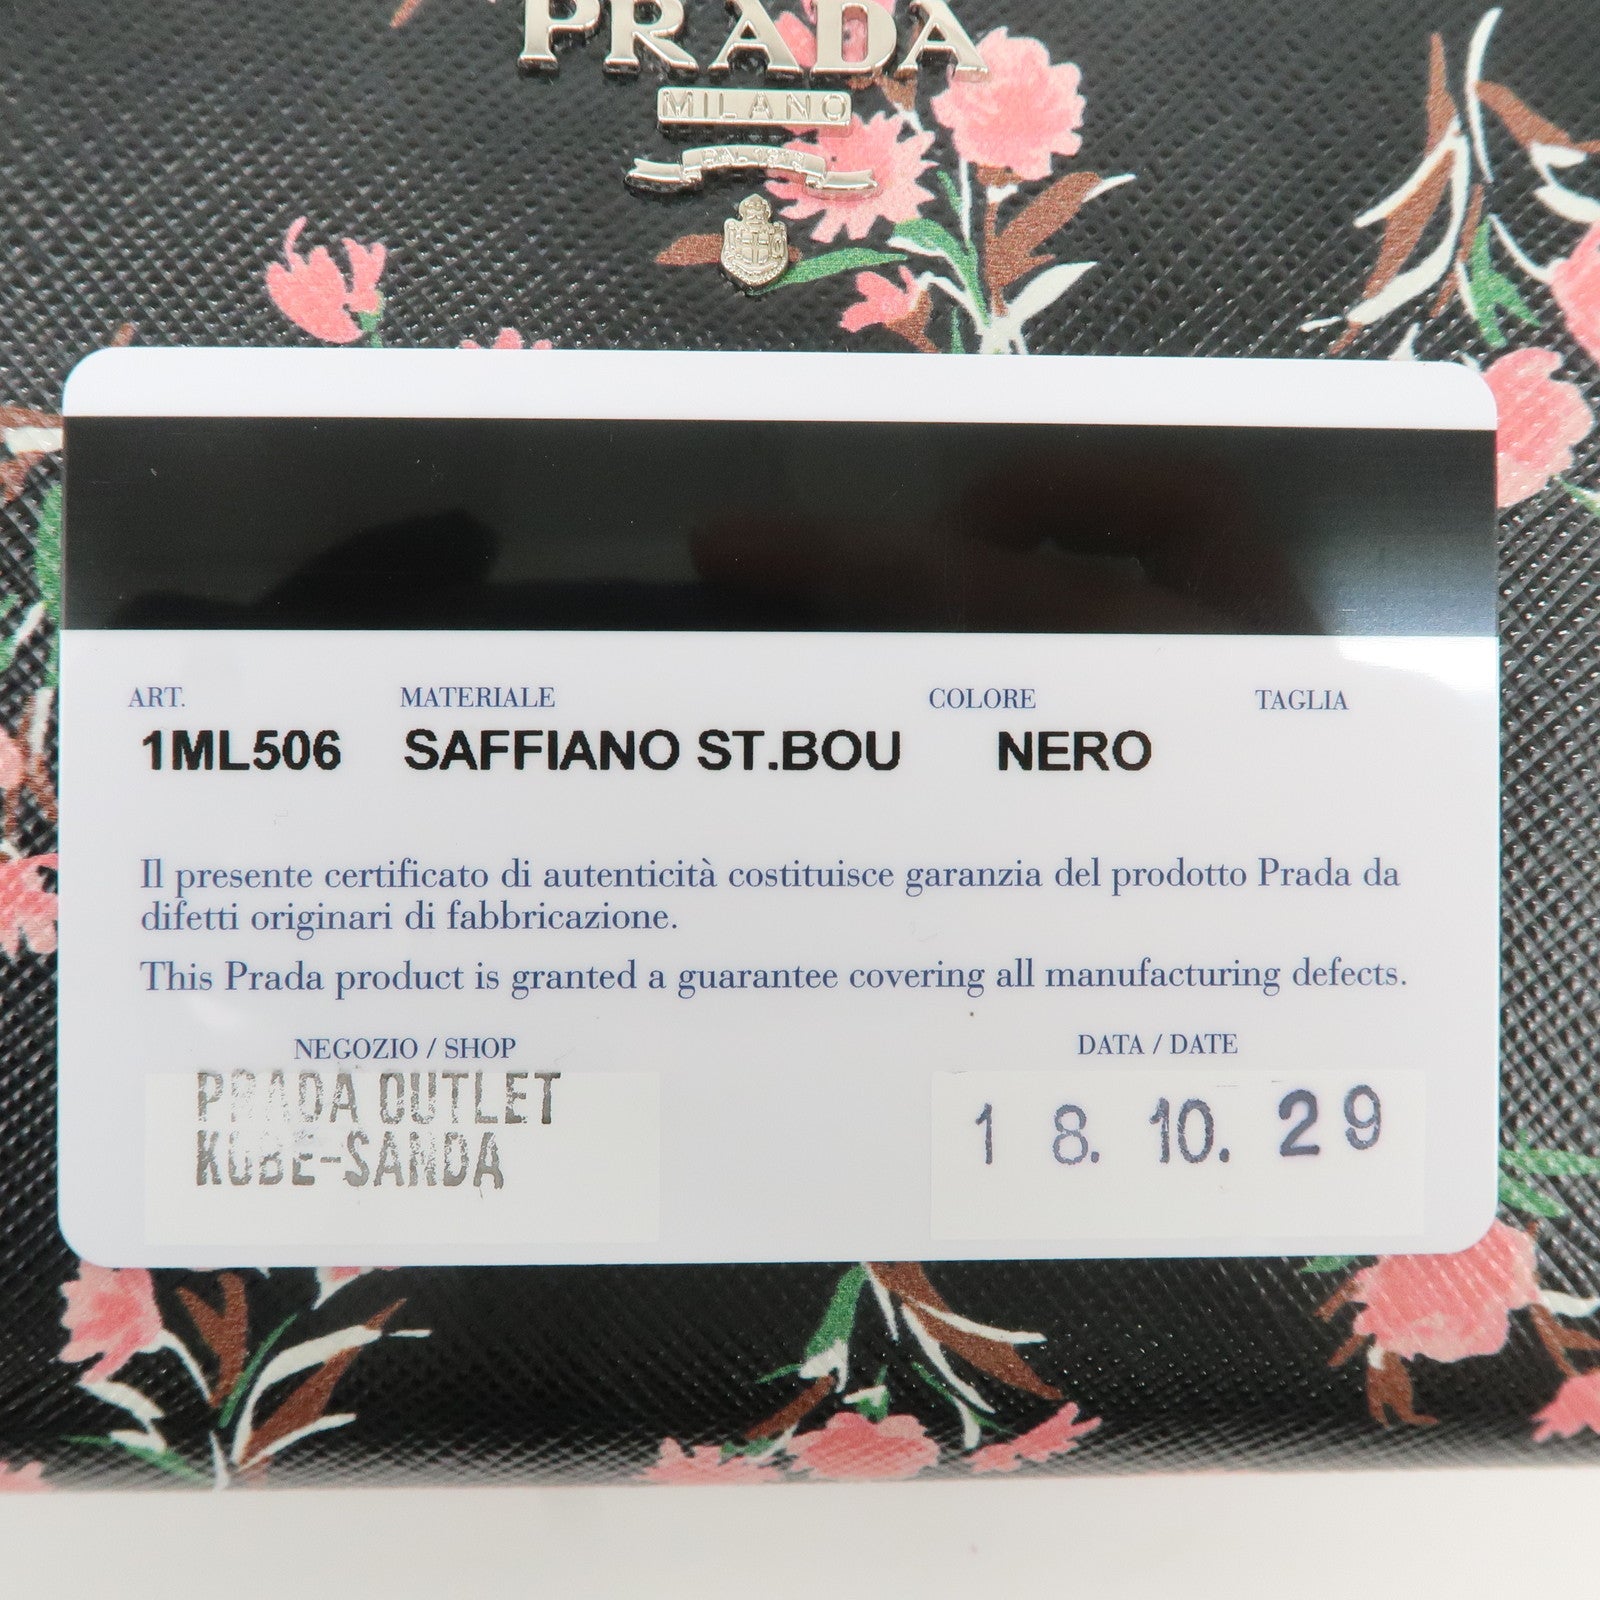 PRADA
MILANO
DAL 1913
ART. MATERIALE COLORE TAGLIA
1ML506 SAFFIANO ST.BOU NERO
Il presente certificato di autenticità costituisce garanzia del prodotto Prada da
difetti originari di fabbricazione.
This Prada product is granted a guarantee covering all manufacturing defects.
NEGOZIO / SHOP DATA / DATE
PRADA OUTLET
KOBE-SANDA
18. 10. 29